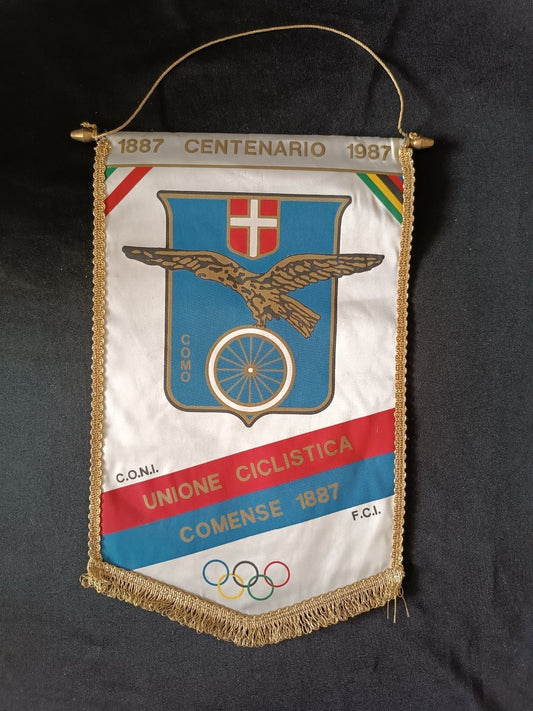 1887 CENTENARIO 1987
COMO
C.O.N.I.
UNIONE CICLISTICA
COMENSE 1887
F.C.I.